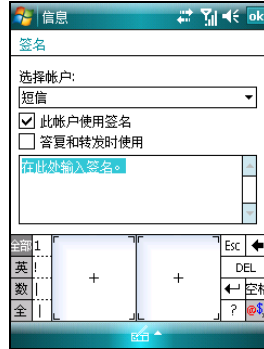 信息 ok
签名
选择帐户:
短信
此帐户使用签名
答复和转发时使用
在此处输入签名。
全部 1 Esc
英 ! DEL
数 空格
全 ? @$